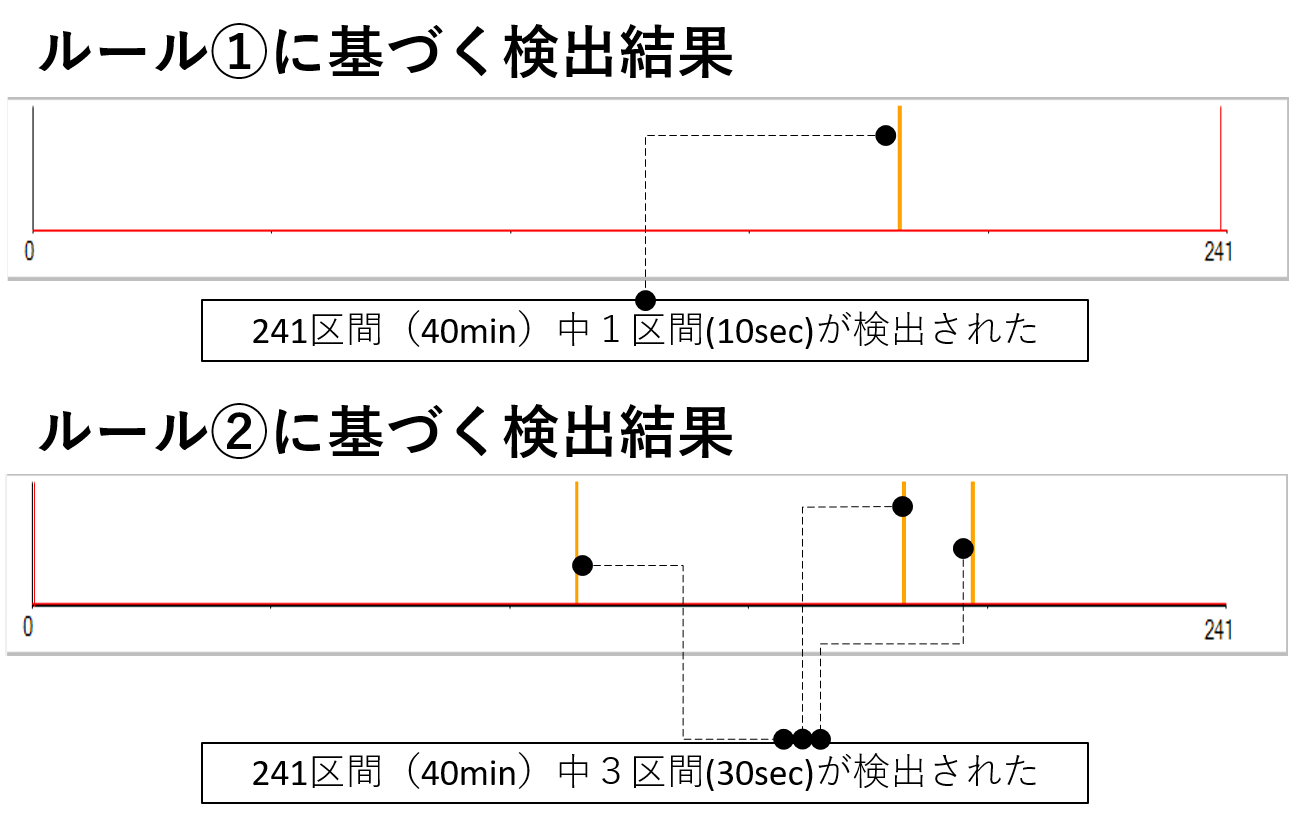 ルール①に基づく検出結果
0
241
241区間（40min）中１区間(10sec)が検出された
ルール②に基づく検出結果
0
241
241区間（40min）中３区間(30sec)が検出された